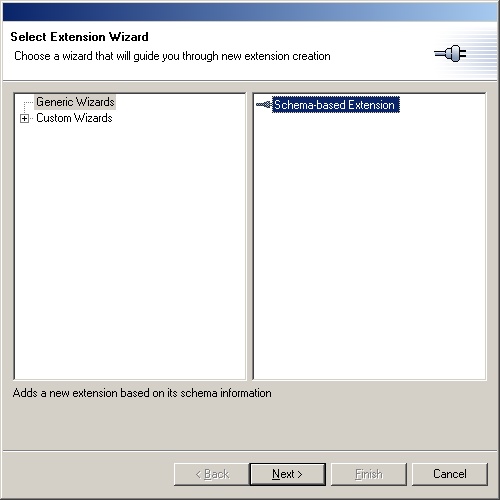 Select Extension Wizard
Choose a wizard that will guide you through new extension creation
Generic Wizards
Custom Wizards
Schema-based Extension
Adds a new extension based on its schema information
< Back
Next >
Finish
Cancel